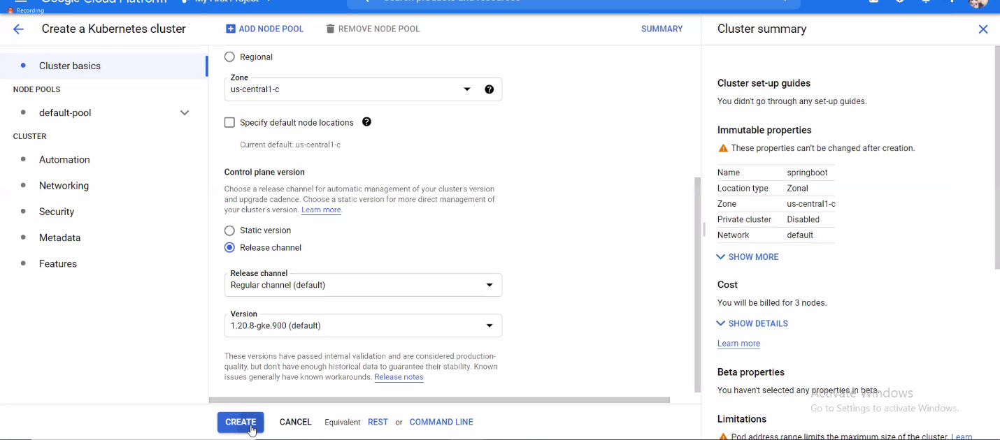 Google Cloud Platform
My First Project
Search products and resources
Recording
Create a Kubernetes cluster
ADD NODE POOL
REMOVE NODE POOL
SUMMARY
Cluster basics
NODE POOLS
default-pool
CLUSTER
Automation
Networking
Security
Metadata
Features
Regional
Zone
us-central1-c
Specify default node locations
Current default: us-central1-c
Control plane version
Choose a release channel for automatic management of your cluster's version
and upgrade cadence. Choose a static version for more direct management of
your cluster's version. Learn more.
Static version
Release channel
Release channel
Regular channel (default)
Version
1.20.8-gke.900 (default)
These versions have passed internal validation and are considered production-
quality, but don't have enough historical data to guarantee their stability. Known
issues generally have known workarounds. Release notes
CREATE
CANCEL
Equivalent REST or COMMAND LINE
Cluster summary
Cluster set-up guides
You didn't go through any set-up guides.
Immutable properties
These properties can't be changed after creation.
Name springboot
Location type Zonal
Zone us-central1-c
Private cluster Disabled
Network default
SHOW MORE
Cost
You will be billed for 3 nodes.
SHOW DETAILS
Learn more
Beta properties
You haven't selected any properties in beta.
Limitations
Pod address range limits the maximum size of the cluster. Learn
Activate Windows
Go to Settings to activate Windows.